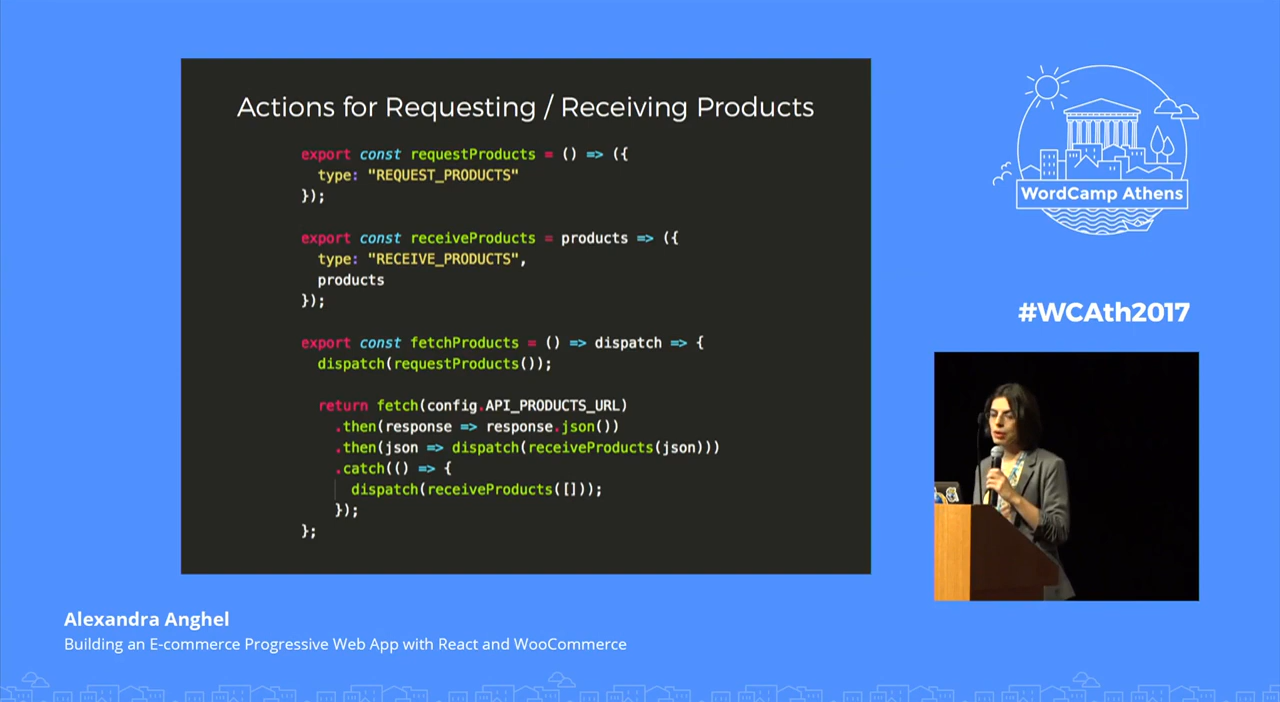 Actions for Requesting / Receiving Products
export const requestProducts = () => ({
type: "REQUEST_PRODUCTS"
});
export const receiveProducts = products => ({
type: "RECEIVE_PRODUCTS",
products
});
export const fetchProducts = () => dispatch => {
dispatch(requestProducts());
return fetch(config.API_PRODUCTS_URL)
.then(response => response.json())
.then(json => dispatch(receiveProducts(json)))
.catch(() => {
dispatch(receiveProducts([]));
});
};
WordCamp Athens
#WCAth2017
Alexandra Anghel
Building an E-commerce Progressive Web App with React and WooCommerce